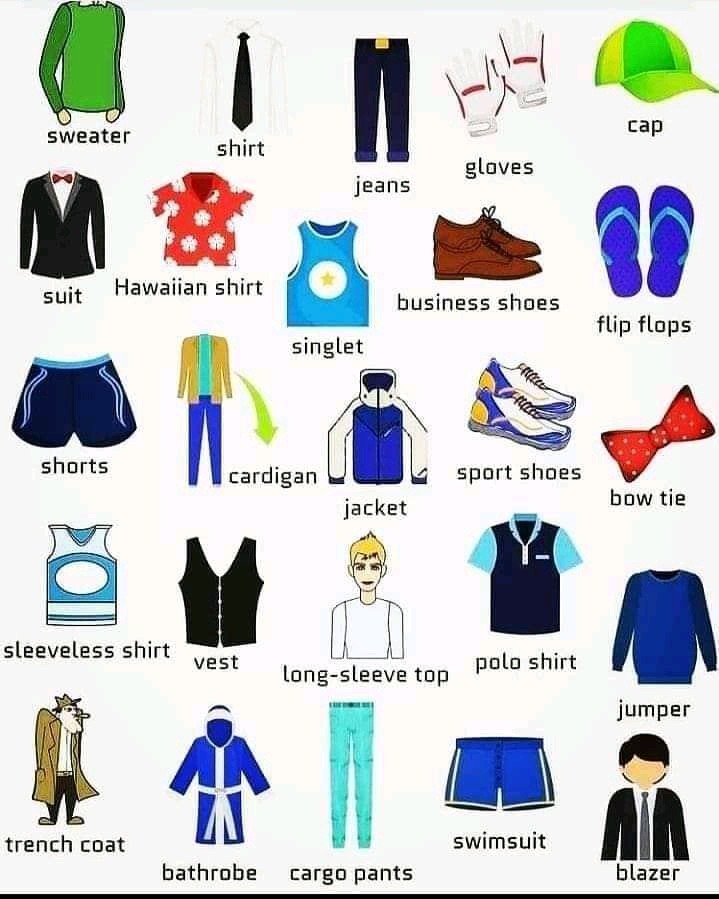 sweater
shirt
jeans
gloves
cap
suit
Hawaiian shirt
singlet
business shoes
flip flops
shorts
cardigan
jacket
sport shoes
bow tie
sleeveless shirt
vest
long-sleeve top
polo shirt
jumper
trench coat
bathrobe
cargo pants
swimsuit
blazer